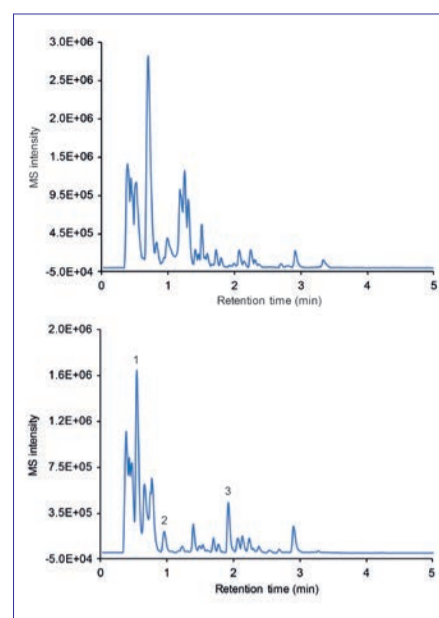 3.0E+06
2.5E+06
2.0E+06
1.5E+06
9.5E+05
4.5E+05
-5.0E+04
MS intensity
0 1 2 3 4 5
Retention time (min)
2.0E+06
1.6E+06
1.2E+06
7.5E+05
3.5E+05
-5.0E+04
MS intensity
1
2
3
0 1 2 3 4 5
Retention time (min)